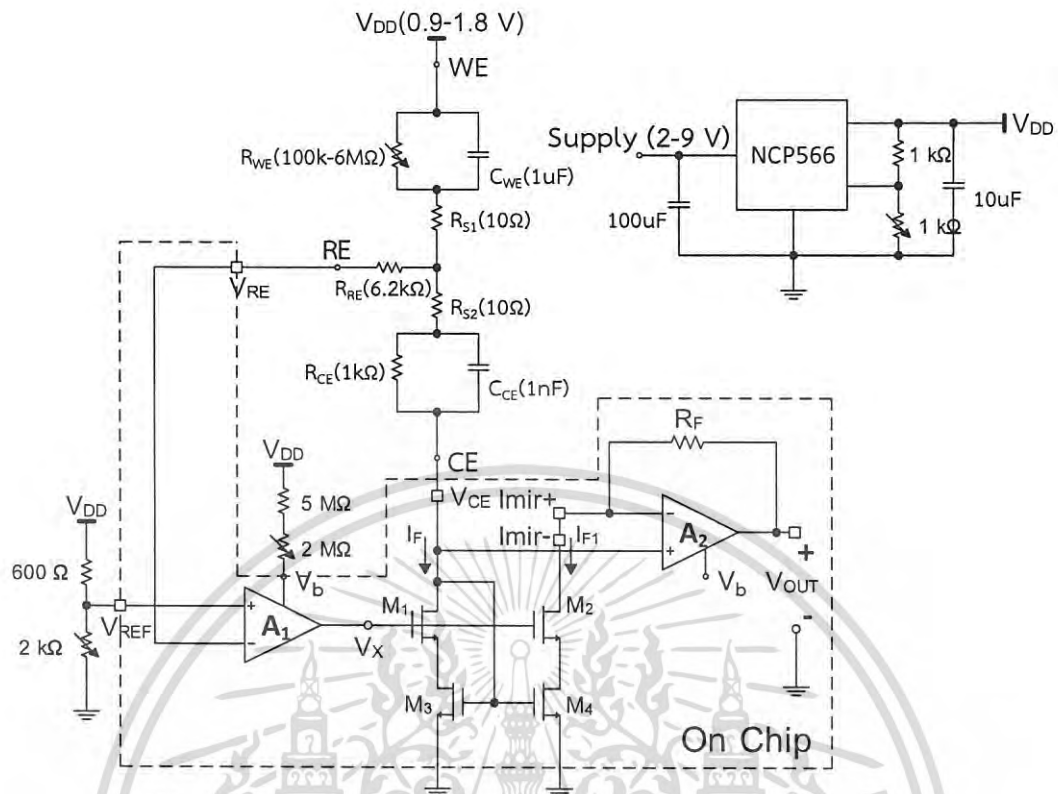 VDD(0.9-1.8 V)
WE
RWE(100k-6MΩ)
CWE(1uF)
RS1(10Ω)
RE
VRE
RRE(6.2kΩ)
RS2(10Ω)
RCE(1kΩ)
CCE(1nF)
CE
VCE
Supply (2-9 V)
NCP566
VDD
1 kΩ
1 kΩ
10uF
100uF
VDD
600 Ω
2 kΩ
VREF
VDD
5 MΩ
2 MΩ
Vb
A1
+
-
VX
IF
Imir+
Imir-
IF1
M1
M2
M3
M4
RF
A2
-
+
Vb
+
VOUT
-
On Chip